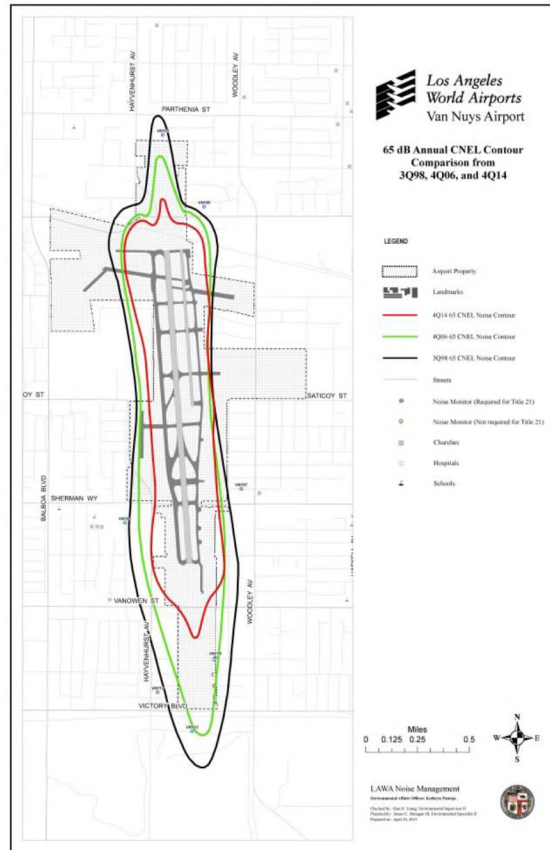 HAYVENHURST AV
WOODLEY AV
PARTHENIA ST
OY ST
SATICOY ST
BALBOA BLVD
SHERMAN WY
VANOWEN ST
HAYVENHURST AV
WOODLEY AV
VICTORY BLVD
Los Angeles
World Airports
Van Nuys Airport
65 dB Annual CNEL Contour
Comparison from
3Q98, 4Q06, and 4Q14
LEGEND
Airport Property
Landmarks
4Q14 65 CNEL Noise Contour
4Q06 65 CNEL Noise Contour
3Q98 65 CNEL Noise Contour
Streets
Noise Monitor (Required for Title 21)
Noise Monitor (Not required for Title 21)
Churches
Hospitals
Schools
Miles
0 0.125 0.25 0.5
N
W E
S
LAWA Noise Management